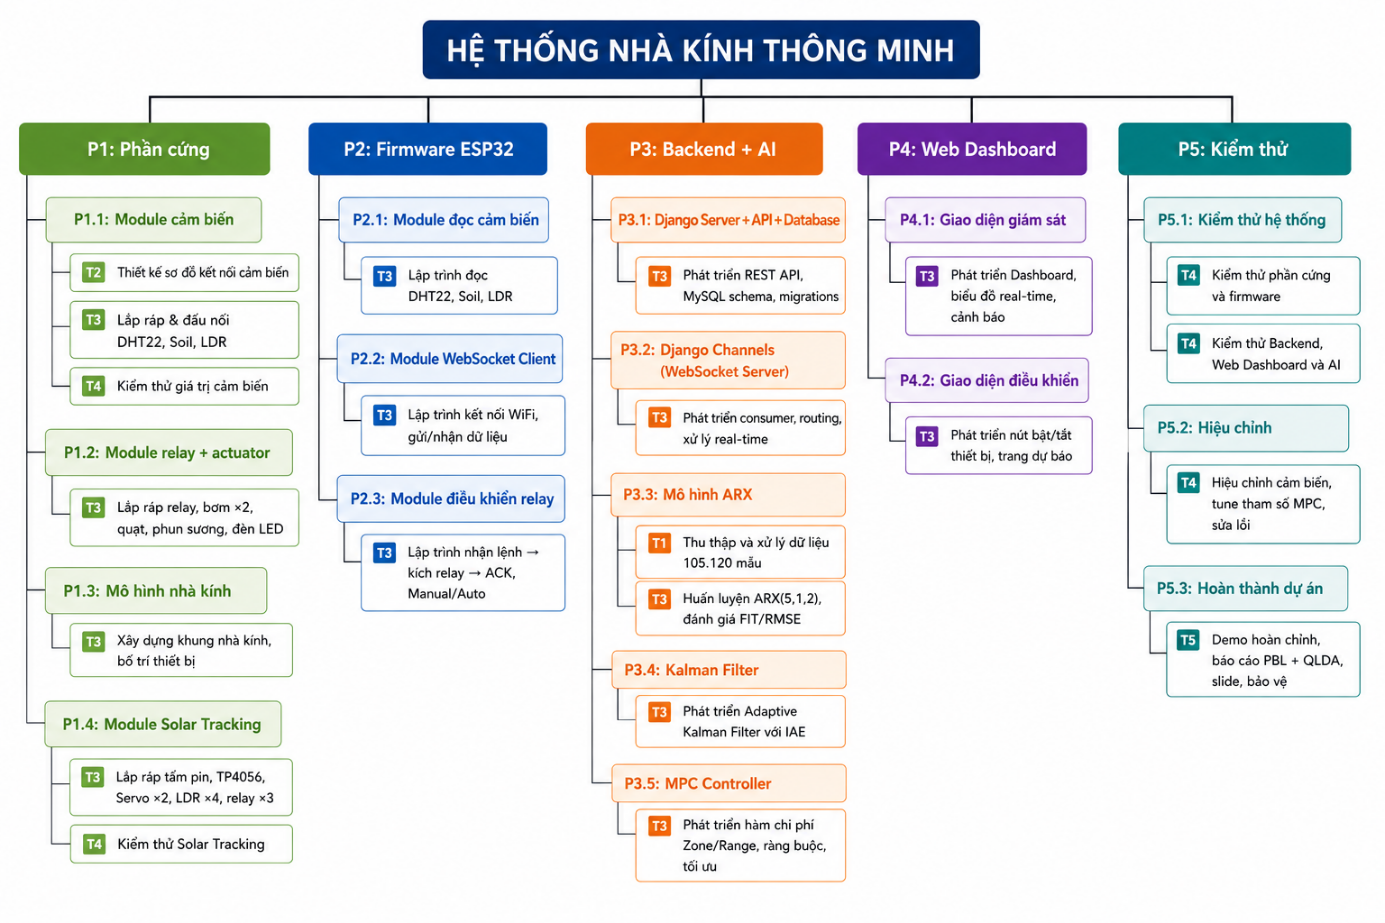 HỆ THỐNG NHÀ KÍNH THÔNG MINH
P1: Phần cứng
P1.1: Module cảm biến
T2 Thiết kế sơ đồ kết nối cảm biến
T3 Lắp ráp & đấu nối
DHT22, Soil, LDR
T4 Kiểm thử giá trị cảm biến
P1.2: Module relay + actuator
T3 Lắp ráp relay, bơm ×2,
quạt, phun sương, đèn LED
P1.3: Mô hình nhà kính
T3 Xây dựng khung nhà kính,
bố trí thiết bị
P1.4: Module Solar Tracking
T3 Lắp ráp tấm pin, TP4056,
Servo ×2, LDR ×4, relay ×3
T4 Kiểm thử Solar Tracking
P2: Firmware ESP32
P2.1: Module đọc cảm biến
T3 Lập trình đọc
DHT22, Soil, LDR
P2.2: Module WebSocket Client
T3 Lập trình kết nối WiFi,
gửi/nhận dữ liệu
P2.3: Module điều khiển relay
T3 Lập trình nhận lệnh →
kích relay → ACK,
Manual/Auto
P3: Backend + AI
P3.1: Django Server + API + Database
T3 Phát triển REST API,
MySQL schema, migrations
P3.2: Django Channels
(WebSocket Server)
T3 Phát triển consumer, routing,
xử lý real-time
P3.3: Mô hình ARX
T1 Thu thập và xử lý dữ liệu
105.120 mẫu
T3 Huấn luyện ARX(5,1,2),
đánh giá FIT/RMSE
P3.4: Kalman Filter
T3 Phát triển Adaptive
Kalman Filter với IAE
P3.5: MPC Controller
T3 Phát triển hàm chi phí
Zone/Range, ràng buộc,
tối ưu
P4: Web Dashboard
P4.1: Giao diện giám sát
T3 Phát triển Dashboard,
biểu đồ real-time,
cảnh báo
P4.2: Giao diện điều khiển
T3 Phát triển nút bật/tắt
thiết bị, trang dự báo
P5: Kiểm thử
P5.1: Kiểm thử hệ thống
T4 Kiểm thử phần cứng
và firmware
T4 Kiểm thử Backend,
Web Dashboard và AI
P5.2: Hiệu chỉnh
T4 Hiệu chỉnh cảm biến,
tune tham số MPC,
sửa lỗi
P5.3: Hoàn thành dự án
T5 Demo hoàn chỉnh,
báo cáo PBL + QLDA,
slide, bảo vệ